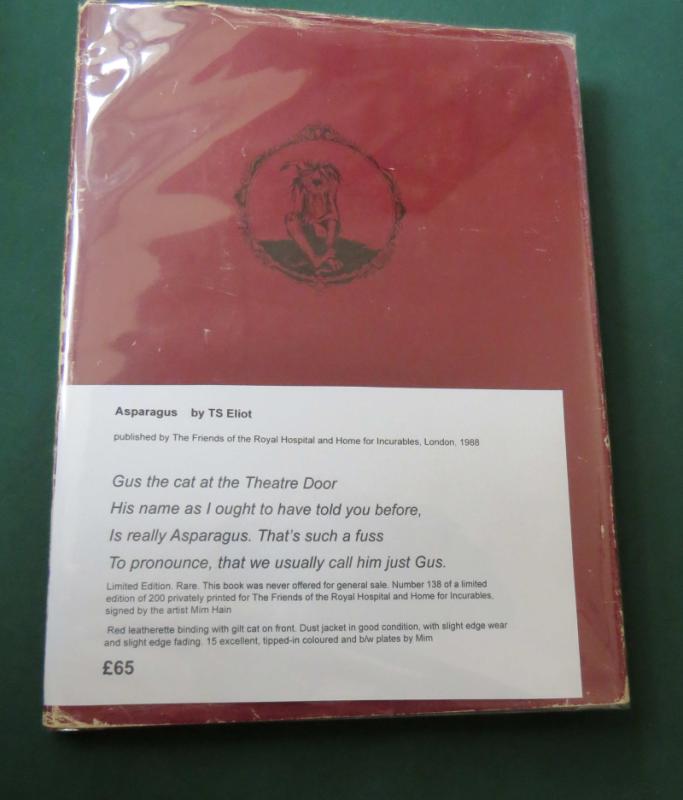 Asparagus by TS Eliot
published by The Friends of the Royal Hospital and Home for Incurables, London, 1988
Gus the cat at the Theatre Door
His name as I ought to have told you before,
Is really Asparagus. That's such a fuss
To pronounce, that we usually call him just Gus.
Limited Edition. Rare. This book was never offered for general sale. Number 138 of a limited
edition of 200 privately printed for The Friends of the Royal Hospital and Home for Incurables,
signed by the artist Mim Hain
Red leatherette binding with gilt cat on front. Dust jacket in good condition, with slight edge wear
and slight edge fading. 15 excellent, tipped-in coloured and b/w plates by Mim
£65